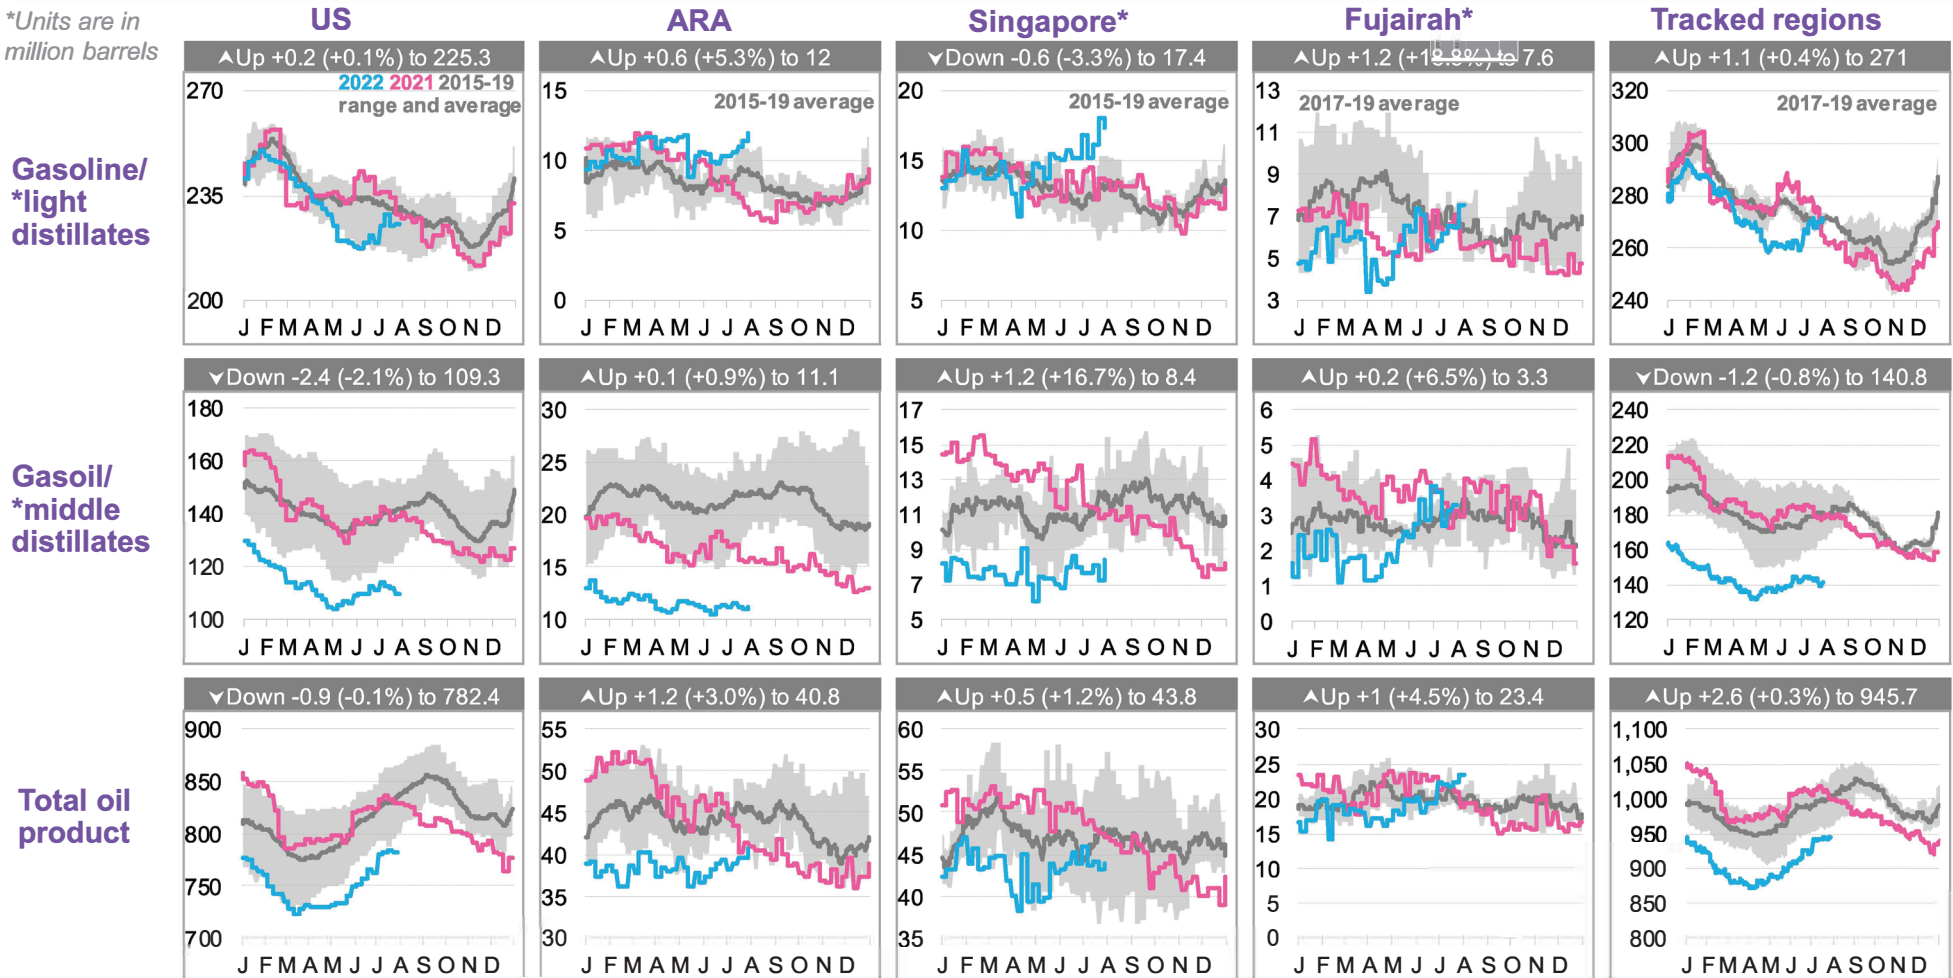 *Units are in
million barrels
US
ARA
Singapore*
Fujairah*
Tracked regions
Gasoline/
*light
distillates
Up +0.2 (+0.1%) to 225.3
2022 2021 2015-19
range and average
270
235
200
J F M A M J J A S O N D
Up +0.6 (+5.3%) to 12
2015-19 average
15
10
5
0
J F M A M J J A S O N D
Down -0.6 (-3.3%) to 17.4
2015-19 average
20
15
10
5
J F M A M J J A S O N D
Up +1.2 to 7.6
2017-19 average
13
11
9
7
5
3
J F M A M J J A S O N D
Up +1.1 (+0.4%) to 271
2017-19 average
320
300
280
260
240
J F M A M J J A S O N D
Gasoil/
*middle
distillates
Down -2.4 (-2.1%) to 109.3
180
160
140
120
100
J F M A M J J A S O N D
Up +0.1 (+0.9%) to 11.1
30
25
20
15
10
J F M A M J J A S O N D
Up +1.2 (+16.7%) to 8.4
17
15
13
11
9
7
5
J F M A M J J A S O N D
Up +0.2 (+6.5%) to 3.3
6
5
4
3
2
1
0
J F M A M J J A S O N D
Down -1.2 (-0.8%) to 140.8
240
220
200
180
160
140
120
J F M A M J J A S O N D
Total oil
product
Down -0.9 (-0.1%) to 782.4
900
850
800
750
700
J F M A M J J A S O N D
Up +1.2 (+3.0%) to 40.8
55
50
45
40
35
30
J F M A M J J A S O N D
Up +0.5 (+1.2%) to 43.8
60
55
50
45
40
35
J F M A M J J A S O N D
Up +1 (+4.5%) to 23.4
30
25
20
15
10
5
0
J F M A M J J A S O N D
Up +2.6 (+0.3%) to 945.7
1,100
1,050
1,000
950
900
850
800
J F M A M J J A S O N D